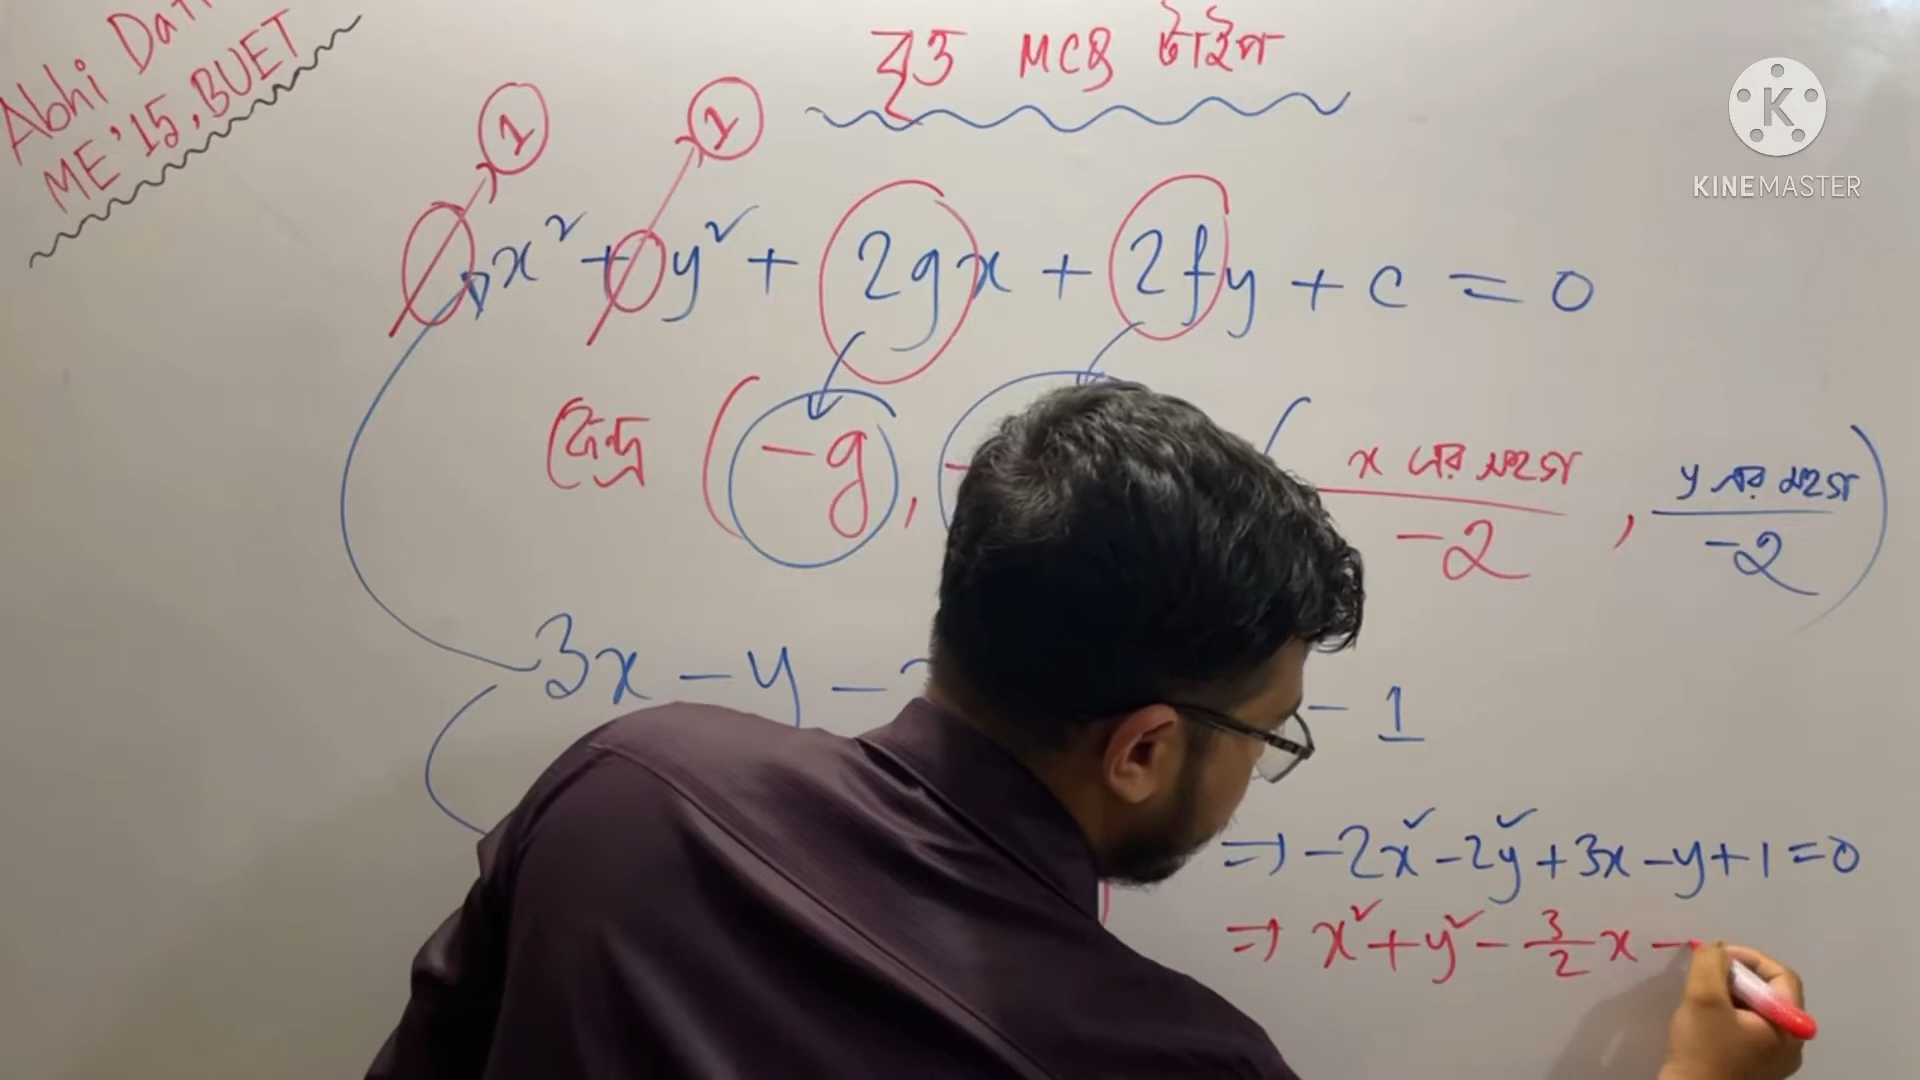 Abhi Dat
ME'15, BUET
বৃত্ত MCQ টাইপ
KINEMASTER
1 1
x² + y² + 2gx + 2fy + c = 0
কেন্দ্র (-g, - ( x এর সহগ / -2 , y এর সহগ / -2 )
3x - y - - 1
⇒ -2x² - 2y² + 3x - y + 1 = 0
⇒ x² + y² - 3/2 x